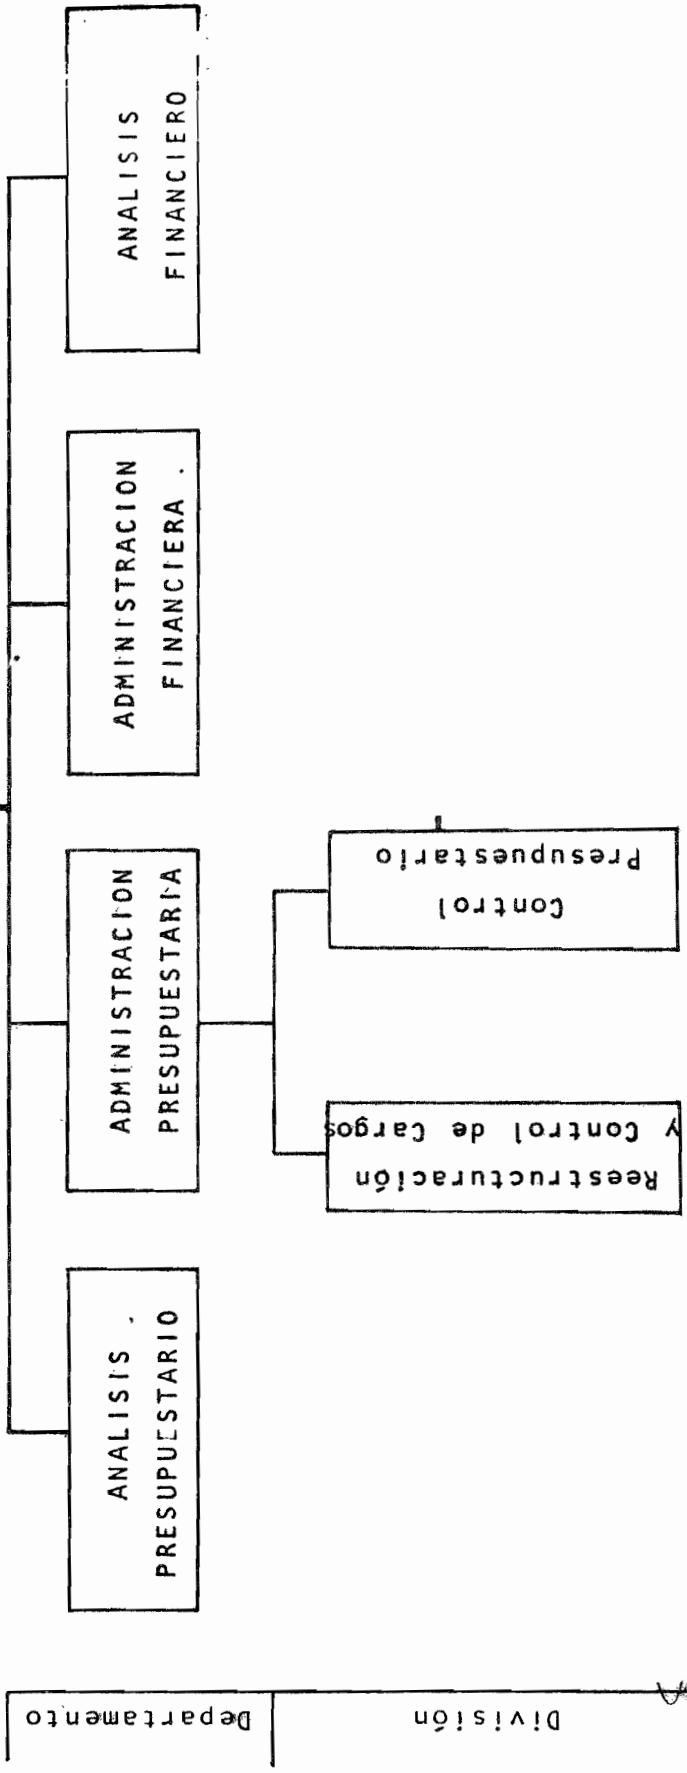 ANALISIS
PRESUPUESTARIO
ADMINISTRACION
PRESUPUESTARIA
ADMINISTRACION
FINANCIERA
ANALISIS
FINANCIERO
Departamento
Reestructuración
y Control de Cargos
Control
Presupuestario
División